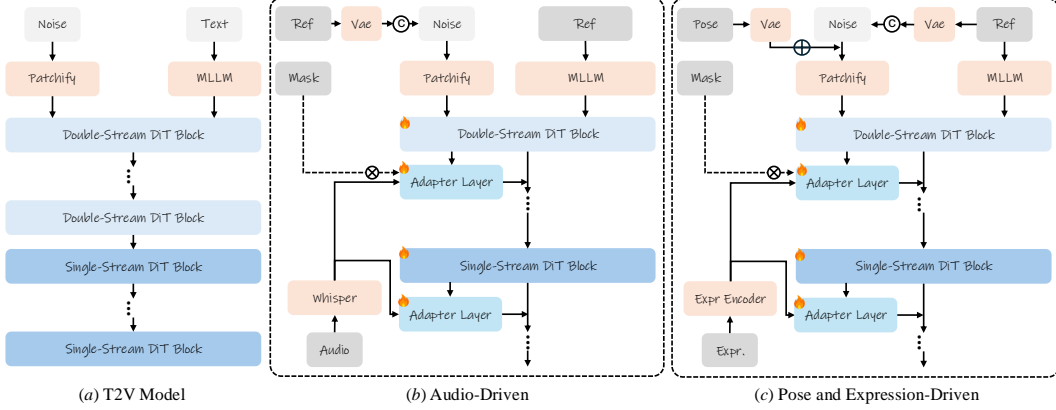 Noise
Text
Patchify
MLLM
Double-Stream DiT Block
Double-Stream DiT Block
Single-Stream DiT Block
Single-Stream DiT Block
(a) T2V Model
Ref
Vae
C
Noise
Ref
Mask
Patchify
MLLM
Double-Stream DiT Block
Adapter Layer
Single-Stream DiT Block
Whisper
Adapter Layer
Audio
(b) Audio-Driven
Pose
Vae
Noise
C
Vae
Ref
Mask
Patchify
MLLM
Double-Stream DiT Block
Adapter Layer
Single-Stream DiT Block
Expr Encoder
Adapter Layer
Expr.
(c) Pose and Expression-Driven